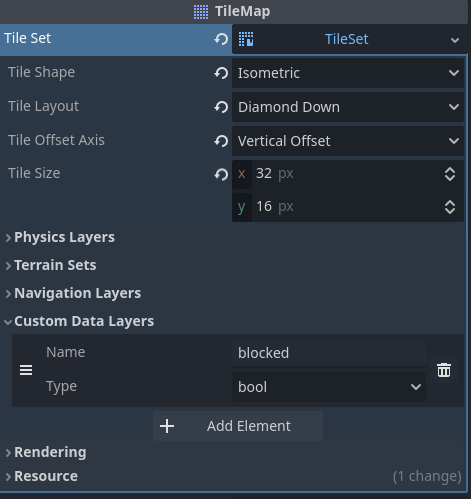 TileMap
Tile Set TileSet
Tile Shape Isometric
Tile Layout Diamond Down
Tile Offset Axis Vertical Offset
Tile Size x 32 px
y 16 px
Physics Layers
Terrain Sets
Navigation Layers
Custom Data Layers
Name blocked
Type bool
Add Element
Rendering
Resource (1 change)